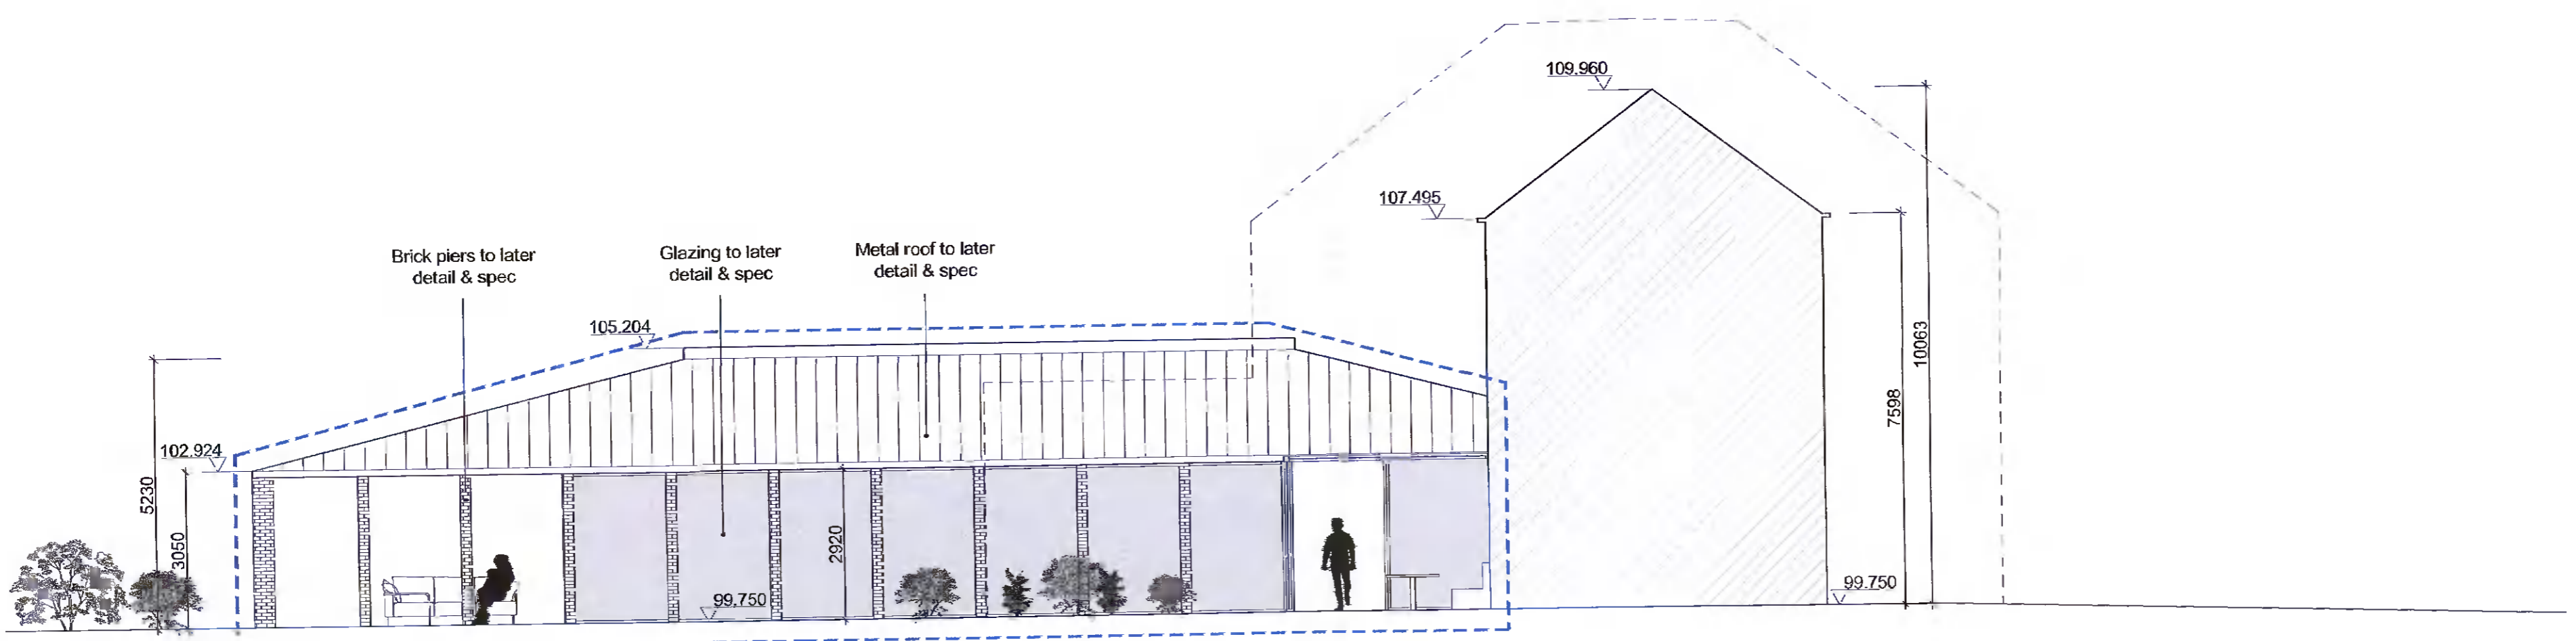 109.960
107.495
Brick piers to later
detail & spec
Glazing to later
detail & spec
Metal roof to later
detail & spec
105.204
102.924
5230
3050
2920
99.750
10063
7598
99.750